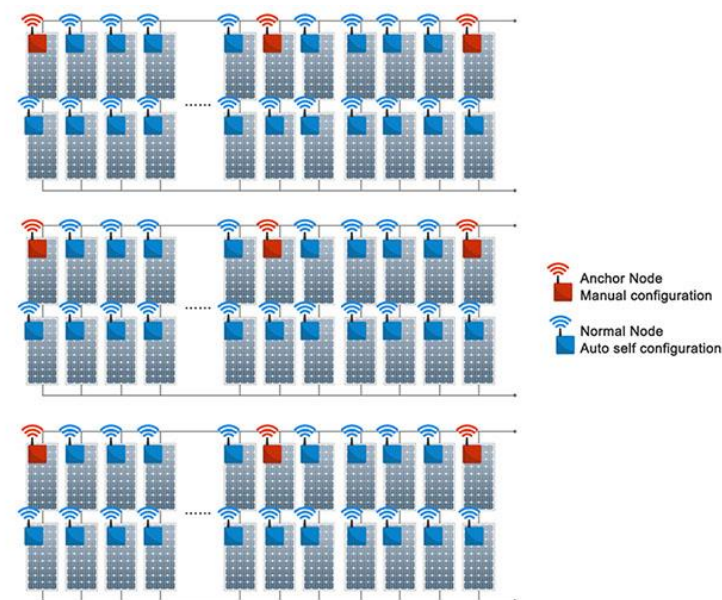 ......
......
......
Anchor Node
Manual configuration
Normal Node
Auto self configuration